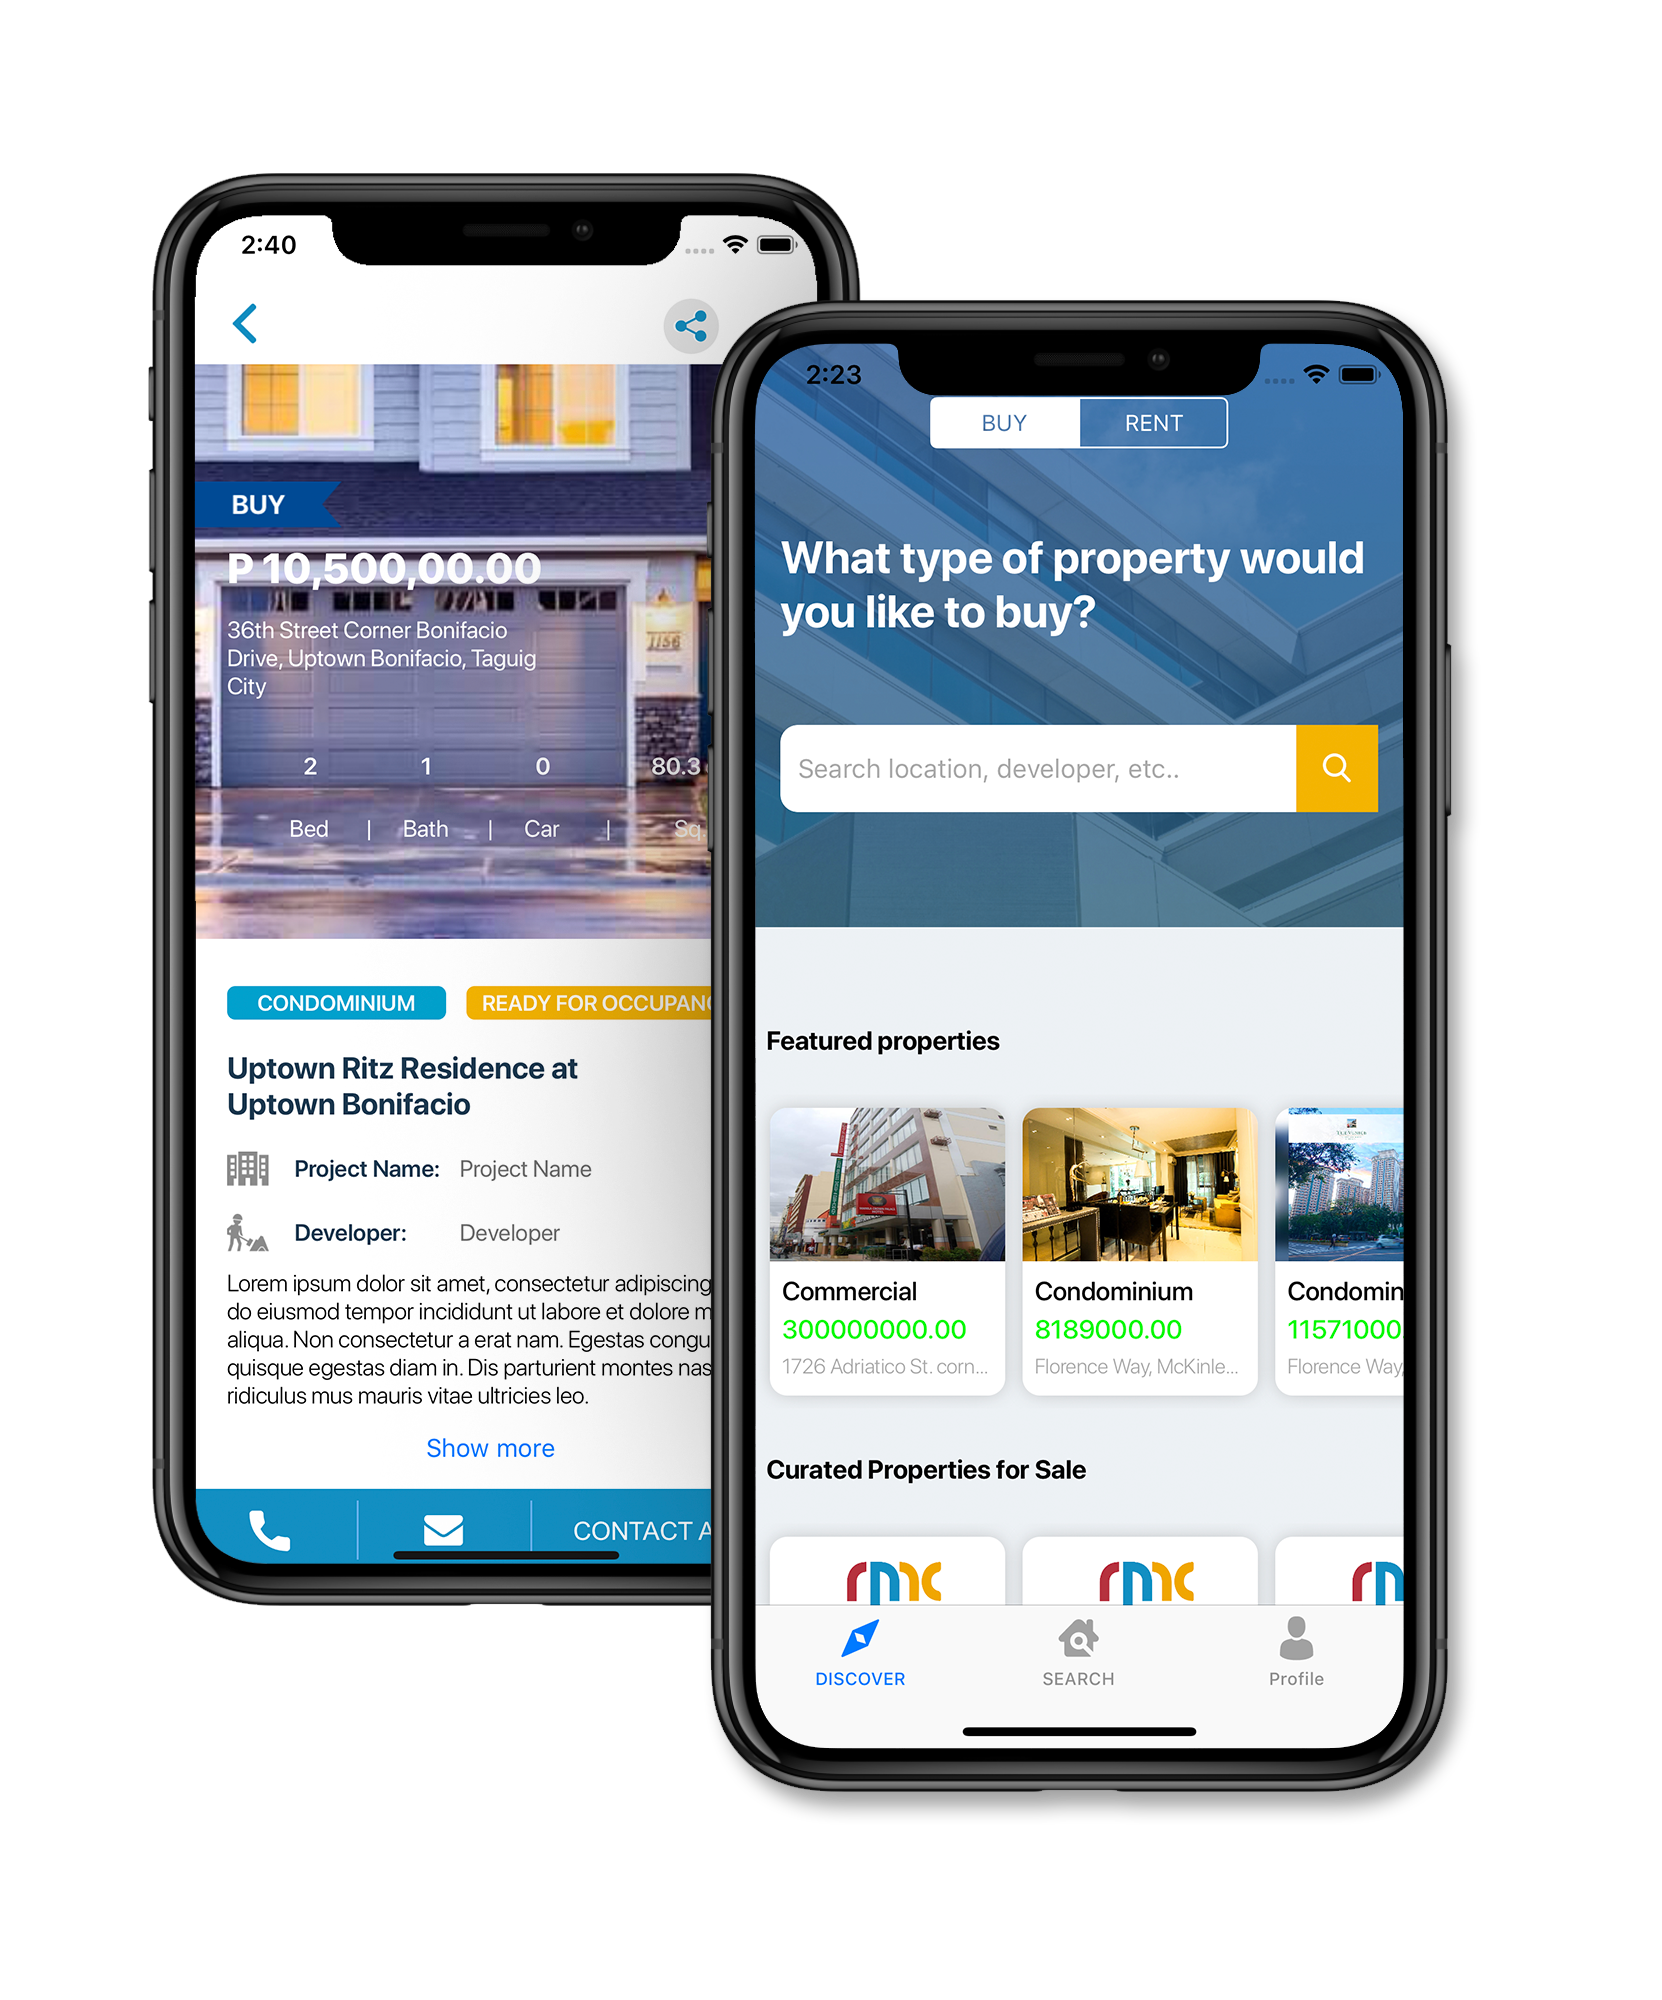 2:40
BUY
P 10,500,00.00
36th Street Corner Bonifacio
Drive, Uptown Bonifacio, Taguig
City
1156
2 1 0 80.3
Bed | Bath | Car | Sq.
CONDOMINIUM READY FOR OCCUPANC
Uptown Ritz Residence at
Uptown Bonifacio
Project Name: Project Name
Developer: Developer
Lorem ipsum dolor sit amet, consectetur adipiscing
do eiusmod tempor incididunt ut labore et dolore m
aliqua. Non consectetur a erat nam. Egestas congu
quisque egestas diam in. Dis parturient montes nas
ridiculus mus mauris vitae ultricies leo.
Show more
CONTACT A
2:23
BUY RENT
What type of property would
you like to buy?
Search location, developer, etc..
Featured properties
Commercial
300000000.00
1726 Adriatico St. corn...
Condominium
8189000.00
Florence Way, McKinle...
Condomin
11571000
Florence Way,
Curated Properties for Sale
rmc rmc
DISCOVER SEARCH Profile